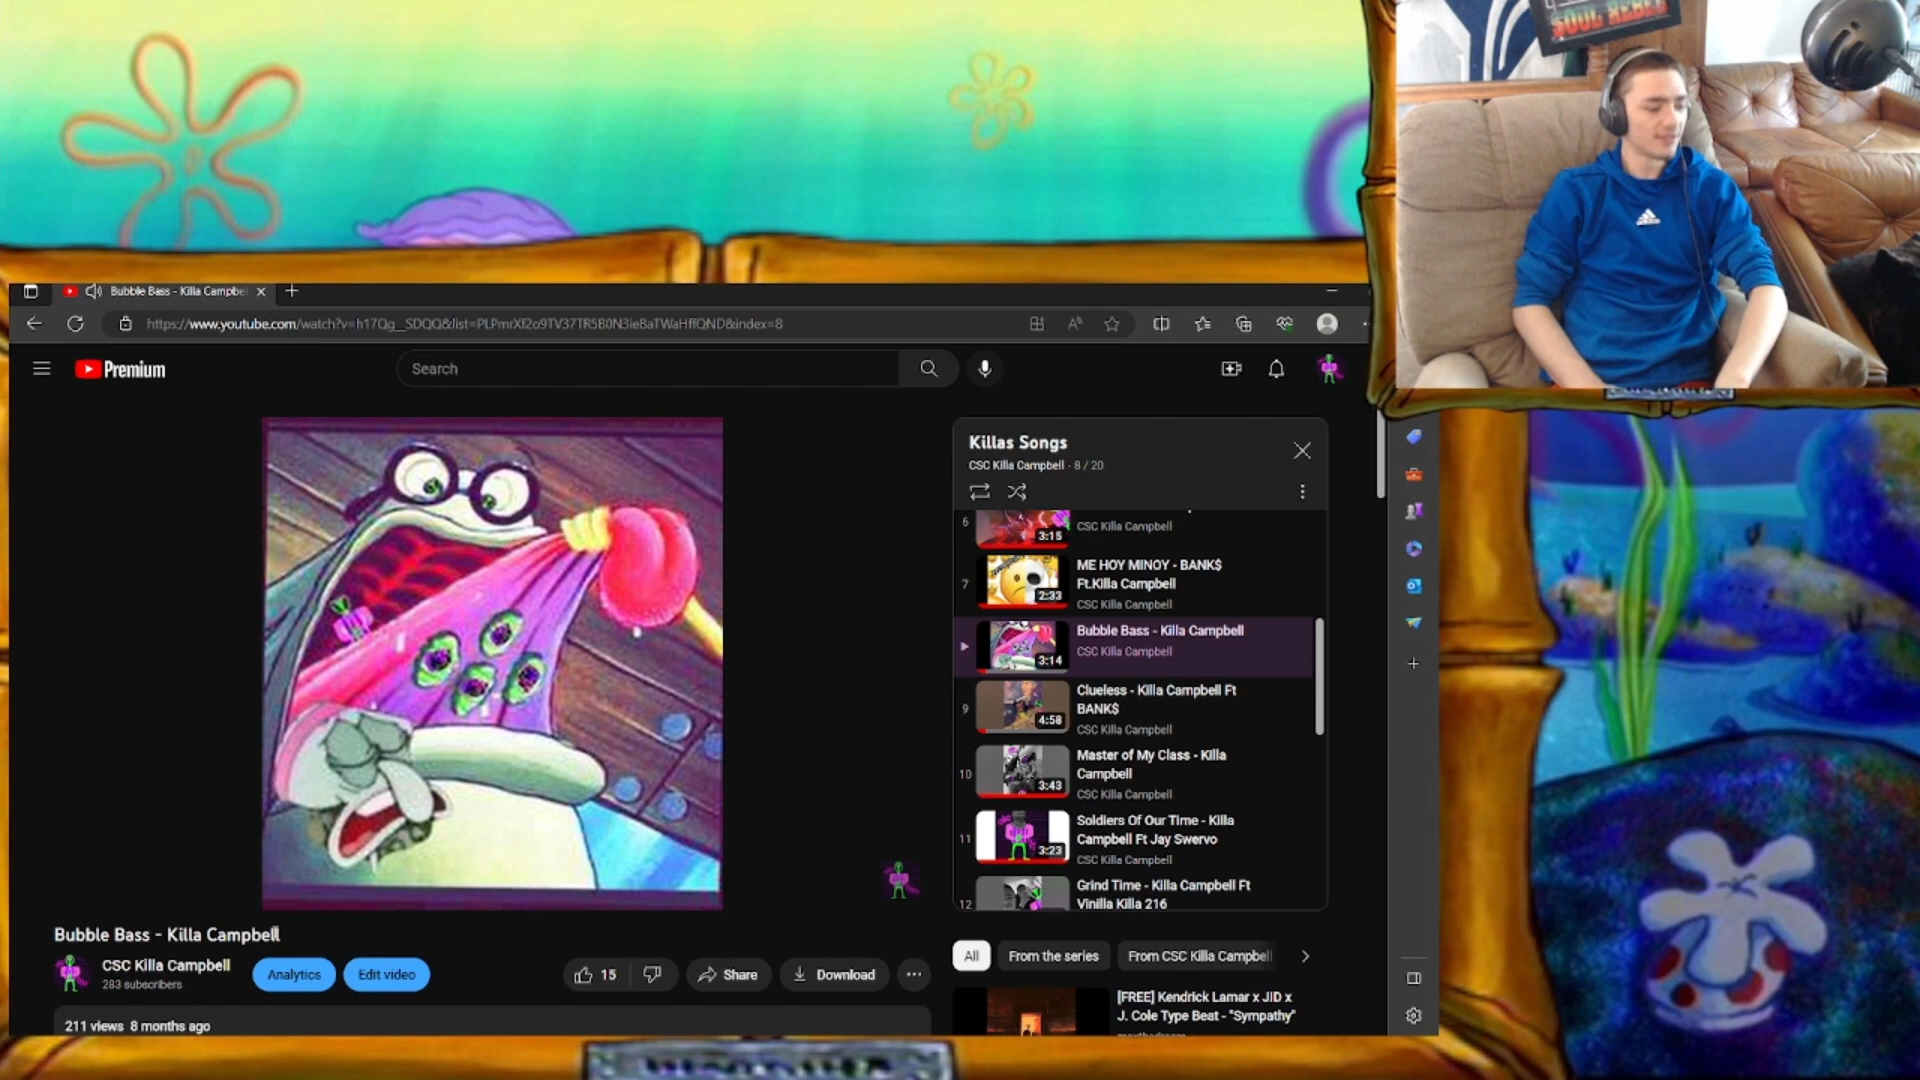 SOUL REBEL
Bubble Bass - Killa Campbe
https://www.youtube.com/watch?v=h17Qg__SDQQ&list=PLPmrXf2o9TV37TR5B0N3ieBaTWaHffQND&index=8
Premium
Search
Killas Songs
CSC Killa Campbell - 8 / 20
6
3:15
CSC Killa Campbell
7
2:33
ME HOY MINOY - BANK$
Ft.Killa Campbell
CSC Killa Campbell
3:14
Bubble Bass - Killa Campbell
CSC Killa Campbell
9
4:58
Clueless - Killa Campbell Ft
BANK$
CSC Killa Campbell
10
3:43
Master of My Class - Killa
Campbell
CSC Killa Campbell
11
3:23
Soldiers Of Our Time - Killa
Campbell Ft Jay Swervo
CSC Killa Campbell
12
Grind Time - Killa Campbell Ft
Vinilla Killa 216
Bubble Bass - Killa Campbell
CSC Killa Campbell
283 subscribers
Analytics
Edit video
15
Share
Download
211 views 8 months ago
All
From the series
From CSC Killa Campbell
[FREE] Kendrick Lamar x JID x
J. Cole Type Beat - "Sympathy"